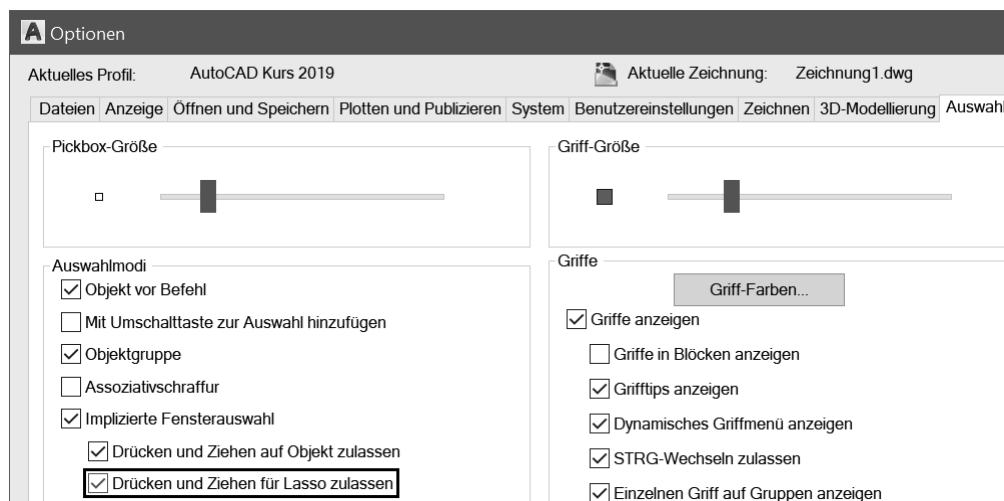 Optionen
Aktuelles Profil: AutoCAD Kurs 2019 Aktuelle Zeichnung: Zeichnung1.dwg
Dateien Anzeige Öffnen und Speichern Plotten und Publizieren System Benutzereinstellungen Zeichnen 3D-Modellierung Auswahl
Pickbox-Größe
Griff-Größe
Auswahlmodi
Objekt vor Befehl
Mit Umschalttaste zur Auswahl hinzufügen
Objektgruppe
Assoziativschraffur
Implizierte Fensterauswahl
Drücken und Ziehen auf Objekt zulassen
Drücken und Ziehen für Lasso zulassen
Griffe
Griff-Farben...
Griffe anzeigen
Griffe in Blöcken anzeigen
Grifftips anzeigen
Dynamisches Griffmenü anzeigen
STRG-Wechseln zulassen
Einzelnen Griff auf Gruppen anzeigen